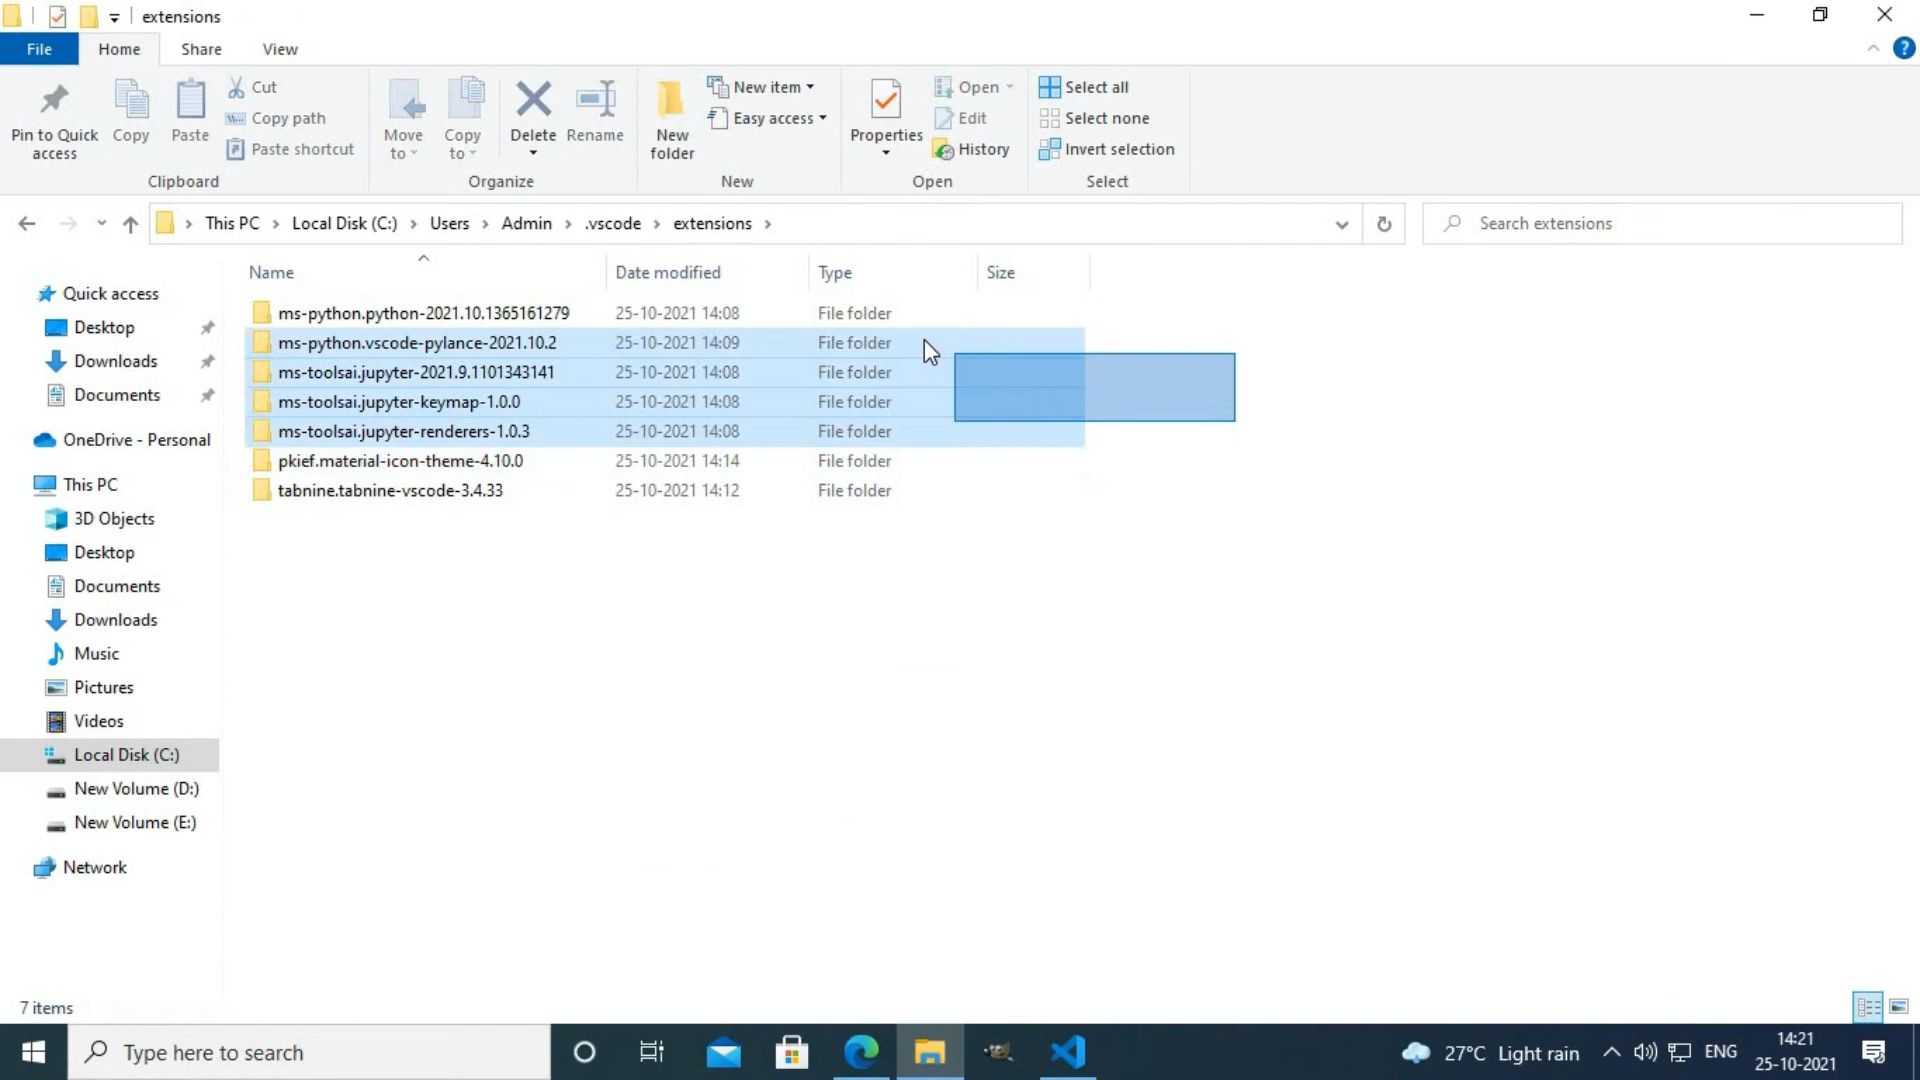 extensions
File
Home
Share
View
Pin to Quick access
Copy
Paste
Cut
Copy path
Paste shortcut
Clipboard
Move to
Copy to
Delete
Rename
Organize
New folder
New item
Easy access
New
Properties
Open
Edit
History
Open
Select all
Select none
Invert selection
Select
This PC
Local Disk (C:)
Users
Admin
.vscode
extensions
Search extensions
Name
Date modified
Type
Size
ms-python.python-2021.10.1365161279 25-10-2021 14:08 File folder
ms-python.vscode-pylance-2021.10.2 25-10-2021 14:09 File folder
ms-toolsai.jupyter-2021.9.1101343141 25-10-2021 14:08 File folder
ms-toolsai.jupyter-keymap-1.0.0 25-10-2021 14:08 File folder
ms-toolsai.jupyter-renderers-1.0.3 25-10-2021 14:08 File folder
pkief.material-icon-theme-4.10.0 25-10-2021 14:14 File folder
tabnine.tabnine-vscode-3.4.33 25-10-2021 14:12 File folder
Quick access
Desktop
Downloads
Documents
OneDrive - Personal
This PC
3D Objects
Desktop
Documents
Downloads
Music
Pictures
Videos
Local Disk (C:)
New Volume (D:)
New Volume (E:)
Network
7 items
Type here to search
27°C Light rain
ENG
14:21
25-10-2021